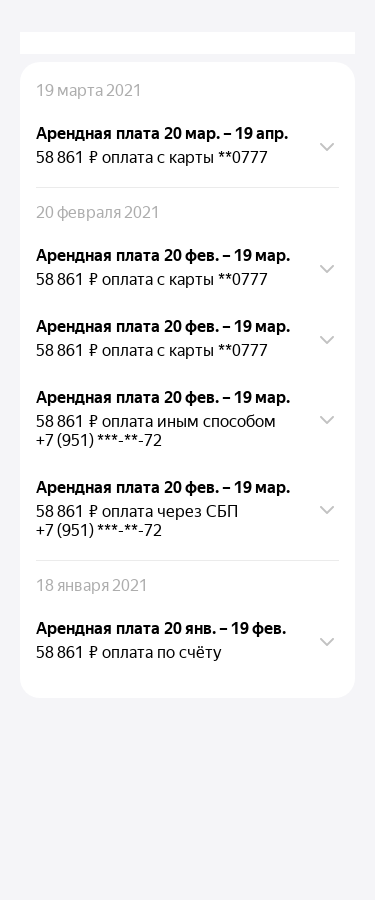 19 марта 2021
Арендная плата 20 мар. – 19 апр.
58 861 ₽ оплата с карты **0777
20 февраля 2021
Арендная плата 20 фев. – 19 мар.
58 861 ₽ оплата с карты **0777
Арендная плата 20 фев. – 19 мар.
58 861 ₽ оплата с карты **0777
Арендная плата 20 фев. – 19 мар.
58 861 ₽ оплата иным способом
+7 (951) ***-**-72
Арендная плата 20 фев. – 19 мар.
58 861 ₽ оплата через СБП
+7 (951) ***-**-72
18 января 2021
Арендная плата 20 янв. – 19 фев.
58 861 ₽ оплата по счёту